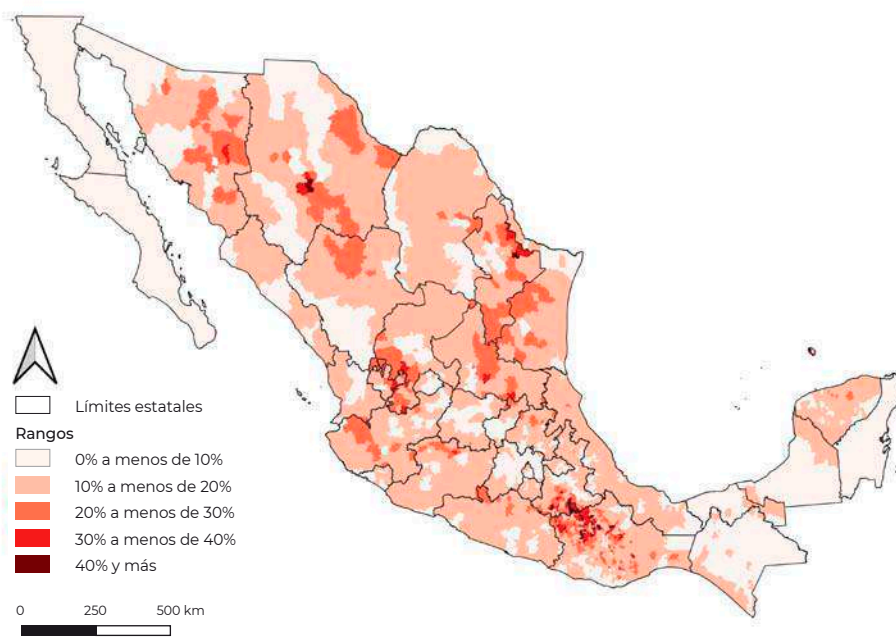 Límites estatales
Rangos
0% a menos de 10%
10% a menos de 20%
20% a menos de 30%
30% a menos de 40%
40% y más
0 250 500 km